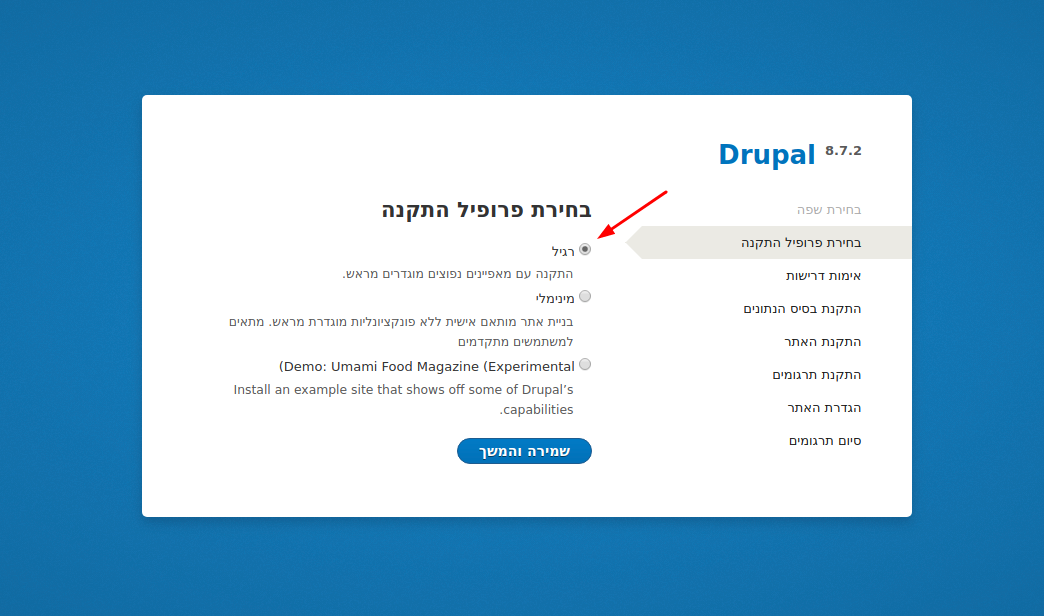 Drupal 8.7.2
בחירת שפה
בחירת פרופיל התקנה
אימות דרישות
התקנת בסיס הנתונים
התקנת האתר
התקנת תרגומים
הגדרת האתר
סיום תרגומים
בחירת פרופיל התקנה
רגיל
התקנה עם מאפיינים נפוצים מוגדרים מראש.
מינימלי
בניית אתר מותאם אישית ללא פונקציונליות מוגדרת מראש. מתאים
למשתמשים מתקדמים
Demo: Umami Food Magazine (Experimental)
Install an example site that shows off some of Drupal’s
capabilities.
שמירה והמשך